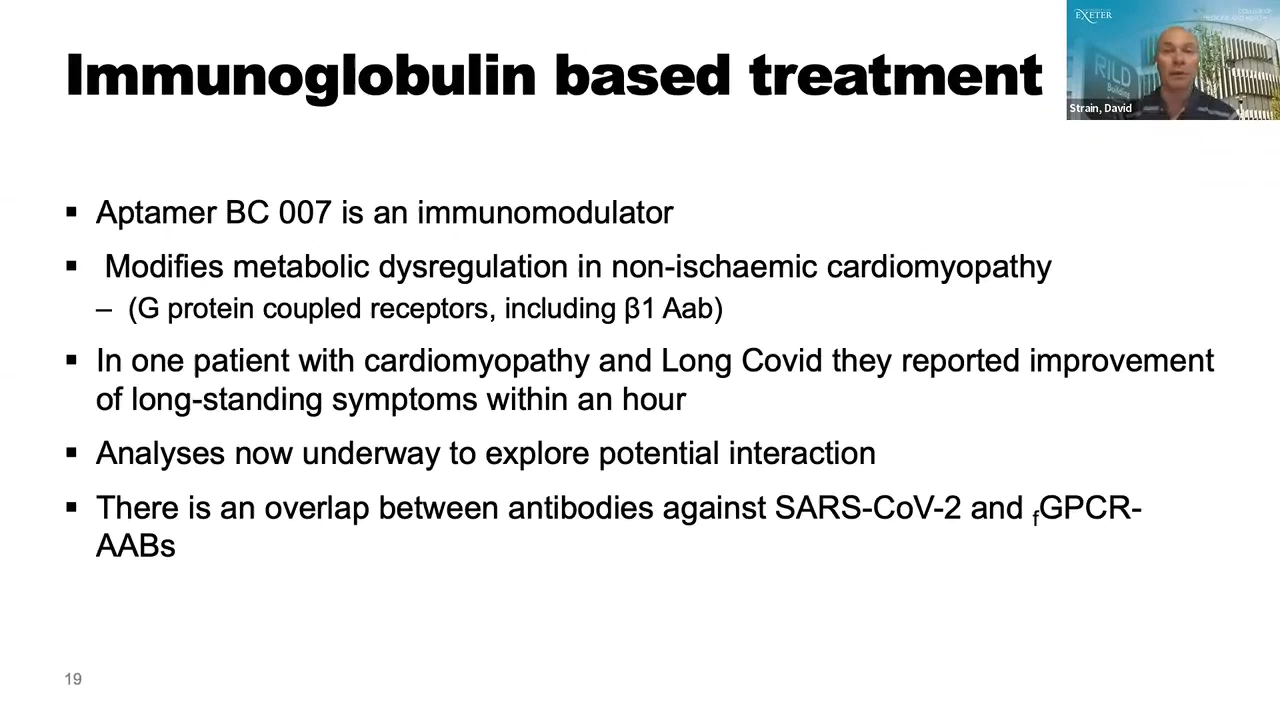 Immunoglobulin based treatment
EXETER
RILD
Building
Strain, David
▪ Aptamer BC 007 is an immunomodulator
▪ Modifies metabolic dysregulation in non-ischaemic cardiomyopathy
– (G protein coupled receptors, including β1 Aab)
▪ In one patient with cardiomyopathy and Long Covid they reported improvement
of long-standing symptoms within an hour
▪ Analyses now underway to explore potential interaction
▪ There is an overlap between antibodies against SARS-CoV-2 and fGPCR-
AABs
19